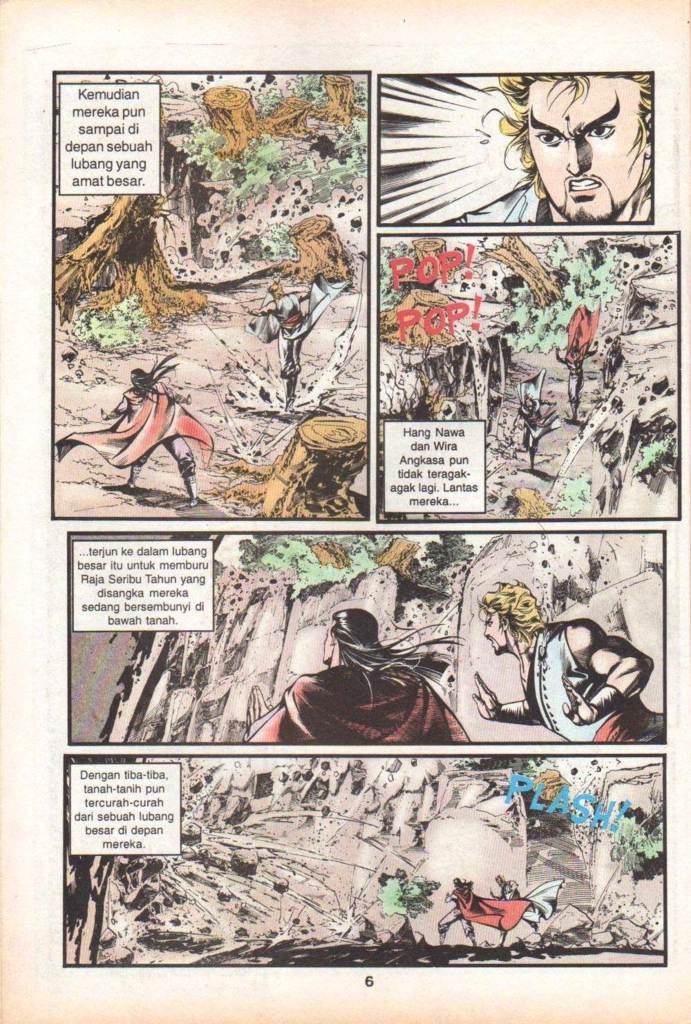 Kemudian
mereka pun
sampai di
depan sebuah
lubang yang
amat besar.
POP!
POP!
Hang Nawa
dan Wira
Angkasa pun
tidak teragak-
agak lagi. Lantas
mereka...
...terjun ke dalam lubang
besar itu untuk memburu
Raja Seribu Tahun yang
disangka mereka
sedang bersembunyi di
bawah tanah.
Dengan tiba-tiba,
tanah-tanih pun
tercurah-curah
dari sebuah lubang
besar di depan
mereka.
PLASH!
6